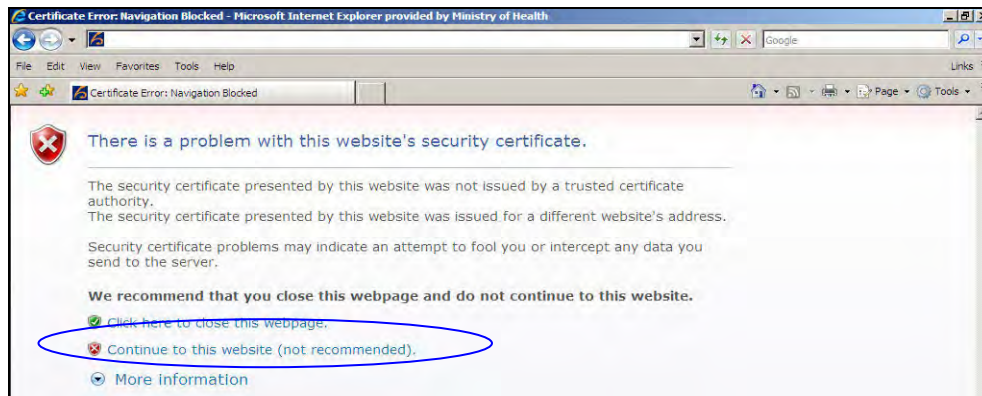 Certificate Error: Navigation Blocked - Microsoft Internet Explorer provided by Ministry of Health
Google
File Edit View Favorites Tools Help Links
Certificate Error: Navigation Blocked Page Tools
There is a problem with this website's security certificate.
The security certificate presented by this website was not issued by a trusted certificate
authority.
The security certificate presented by this website was issued for a different website's address.
Security certificate problems may indicate an attempt to fool you or intercept any data you
send to the server.
We recommend that you close this webpage and do not continue to this website.
Click here to close this webpage.
Continue to this website (not recommended).
More information